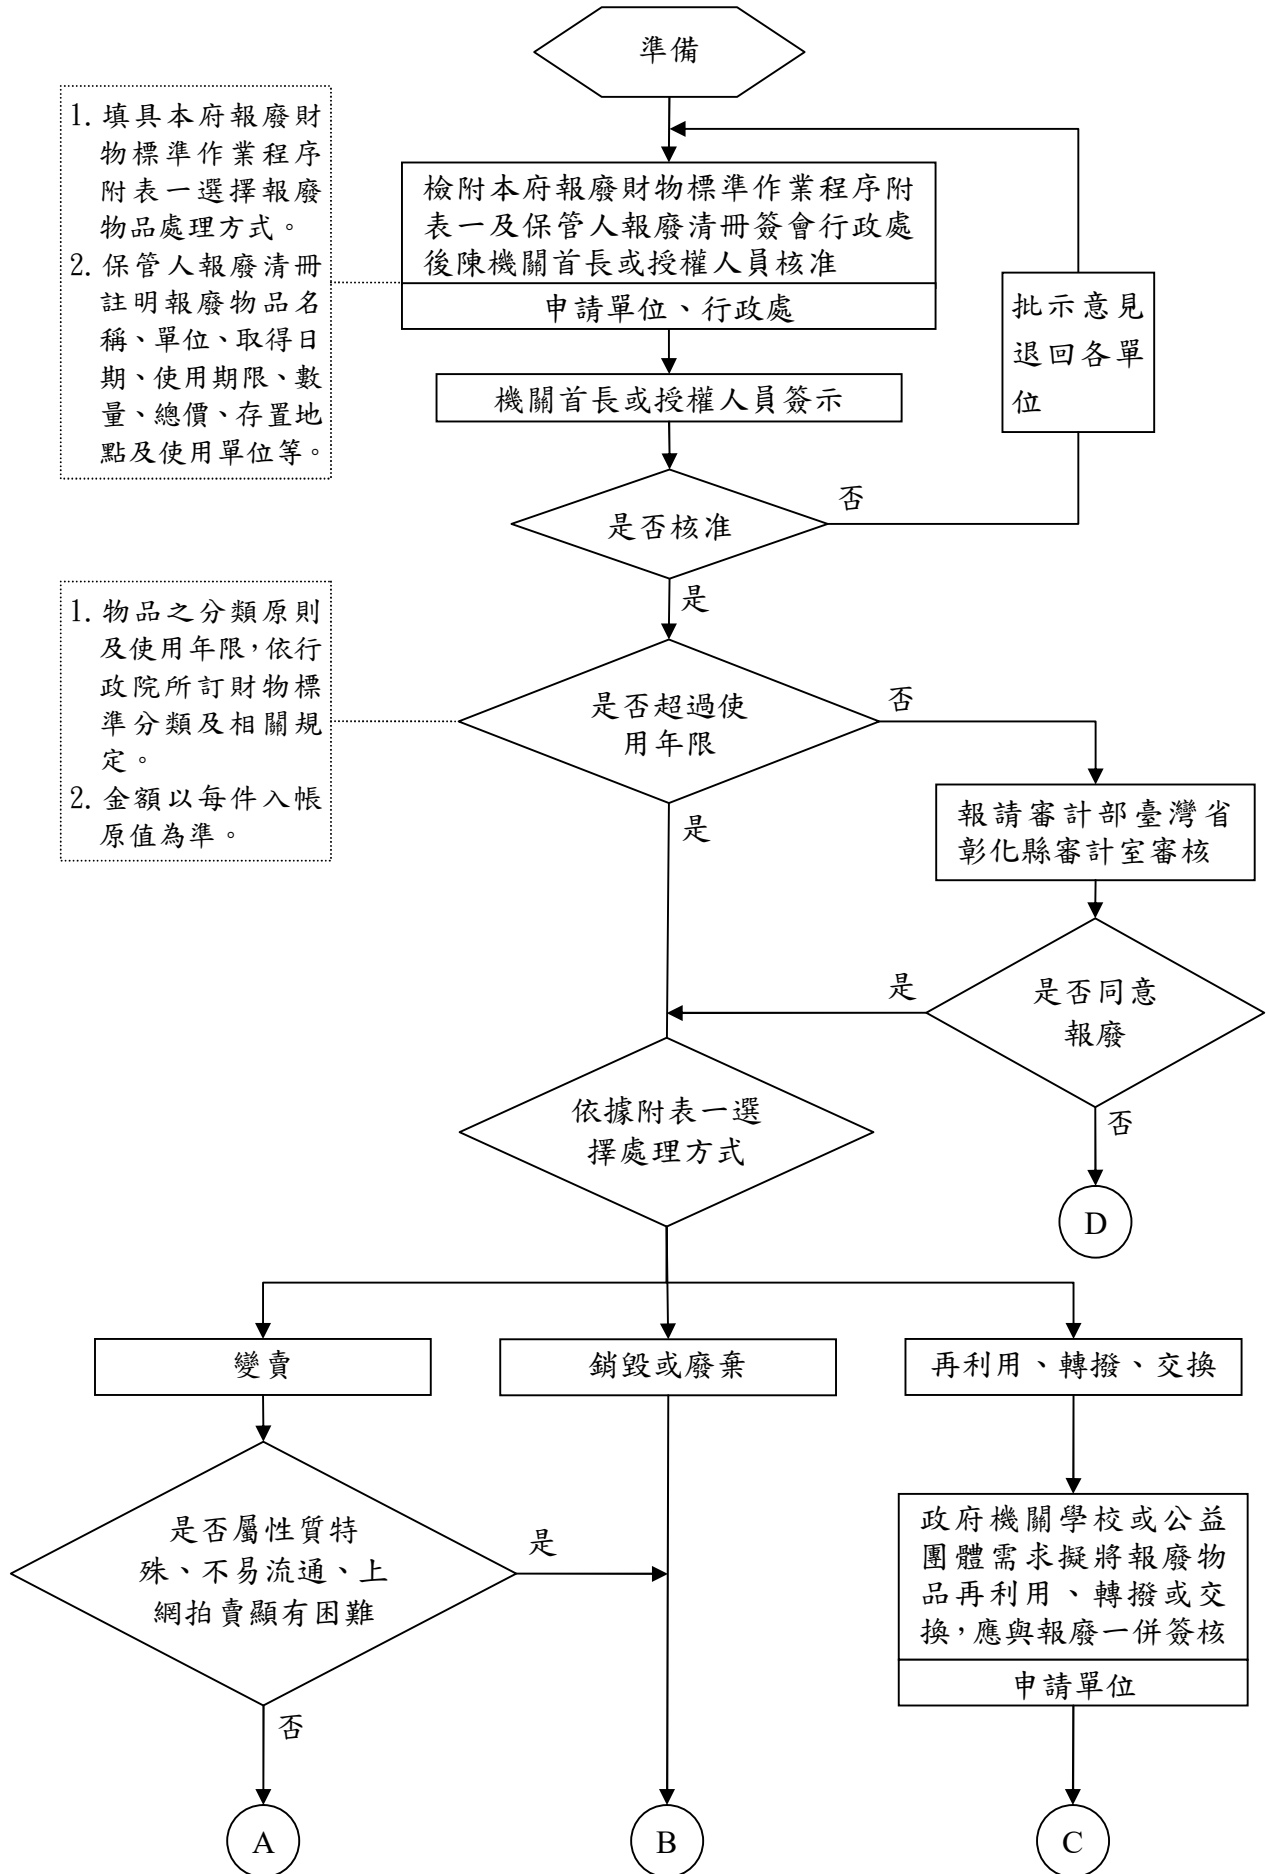 準備
1. 填具本府報廢財
物標準作業程序
附表一選擇報廢
物品處理方式。
2. 保管人報廢清冊
註明報廢物品名
稱、單位、取得日
期、使用期限、數
量、總價、存置地
點及使用單位等。
檢附本府報廢財物標準作業程序附
表一及保管人報廢清冊簽會行政處
後陳機關首長或授權人員核准
申請單位、行政處
批示意見
退回各單
位
機關首長或授權人員簽示
是否核准
否
是
1. 物品之分類原則
及使用年限,依行
政院所訂財物標
準分類及相關規
定。
2. 金額以每件入帳
原值為準。
是否超過使
用年限
否
是
報請審計部臺灣省
彰化縣審計室審核
是否同意
報廢
是
否
D
依據附表一選
擇處理方式
變賣
銷毀或廢棄
再利用、轉撥、交換
是否屬性質特
殊、不易流通、上
網拍賣顯有困難
是
否
政府機關學校或公益
團體需求擬將報廢物
品再利用、轉撥或交
換,應與報廢一併簽核
申請單位
A
B
C